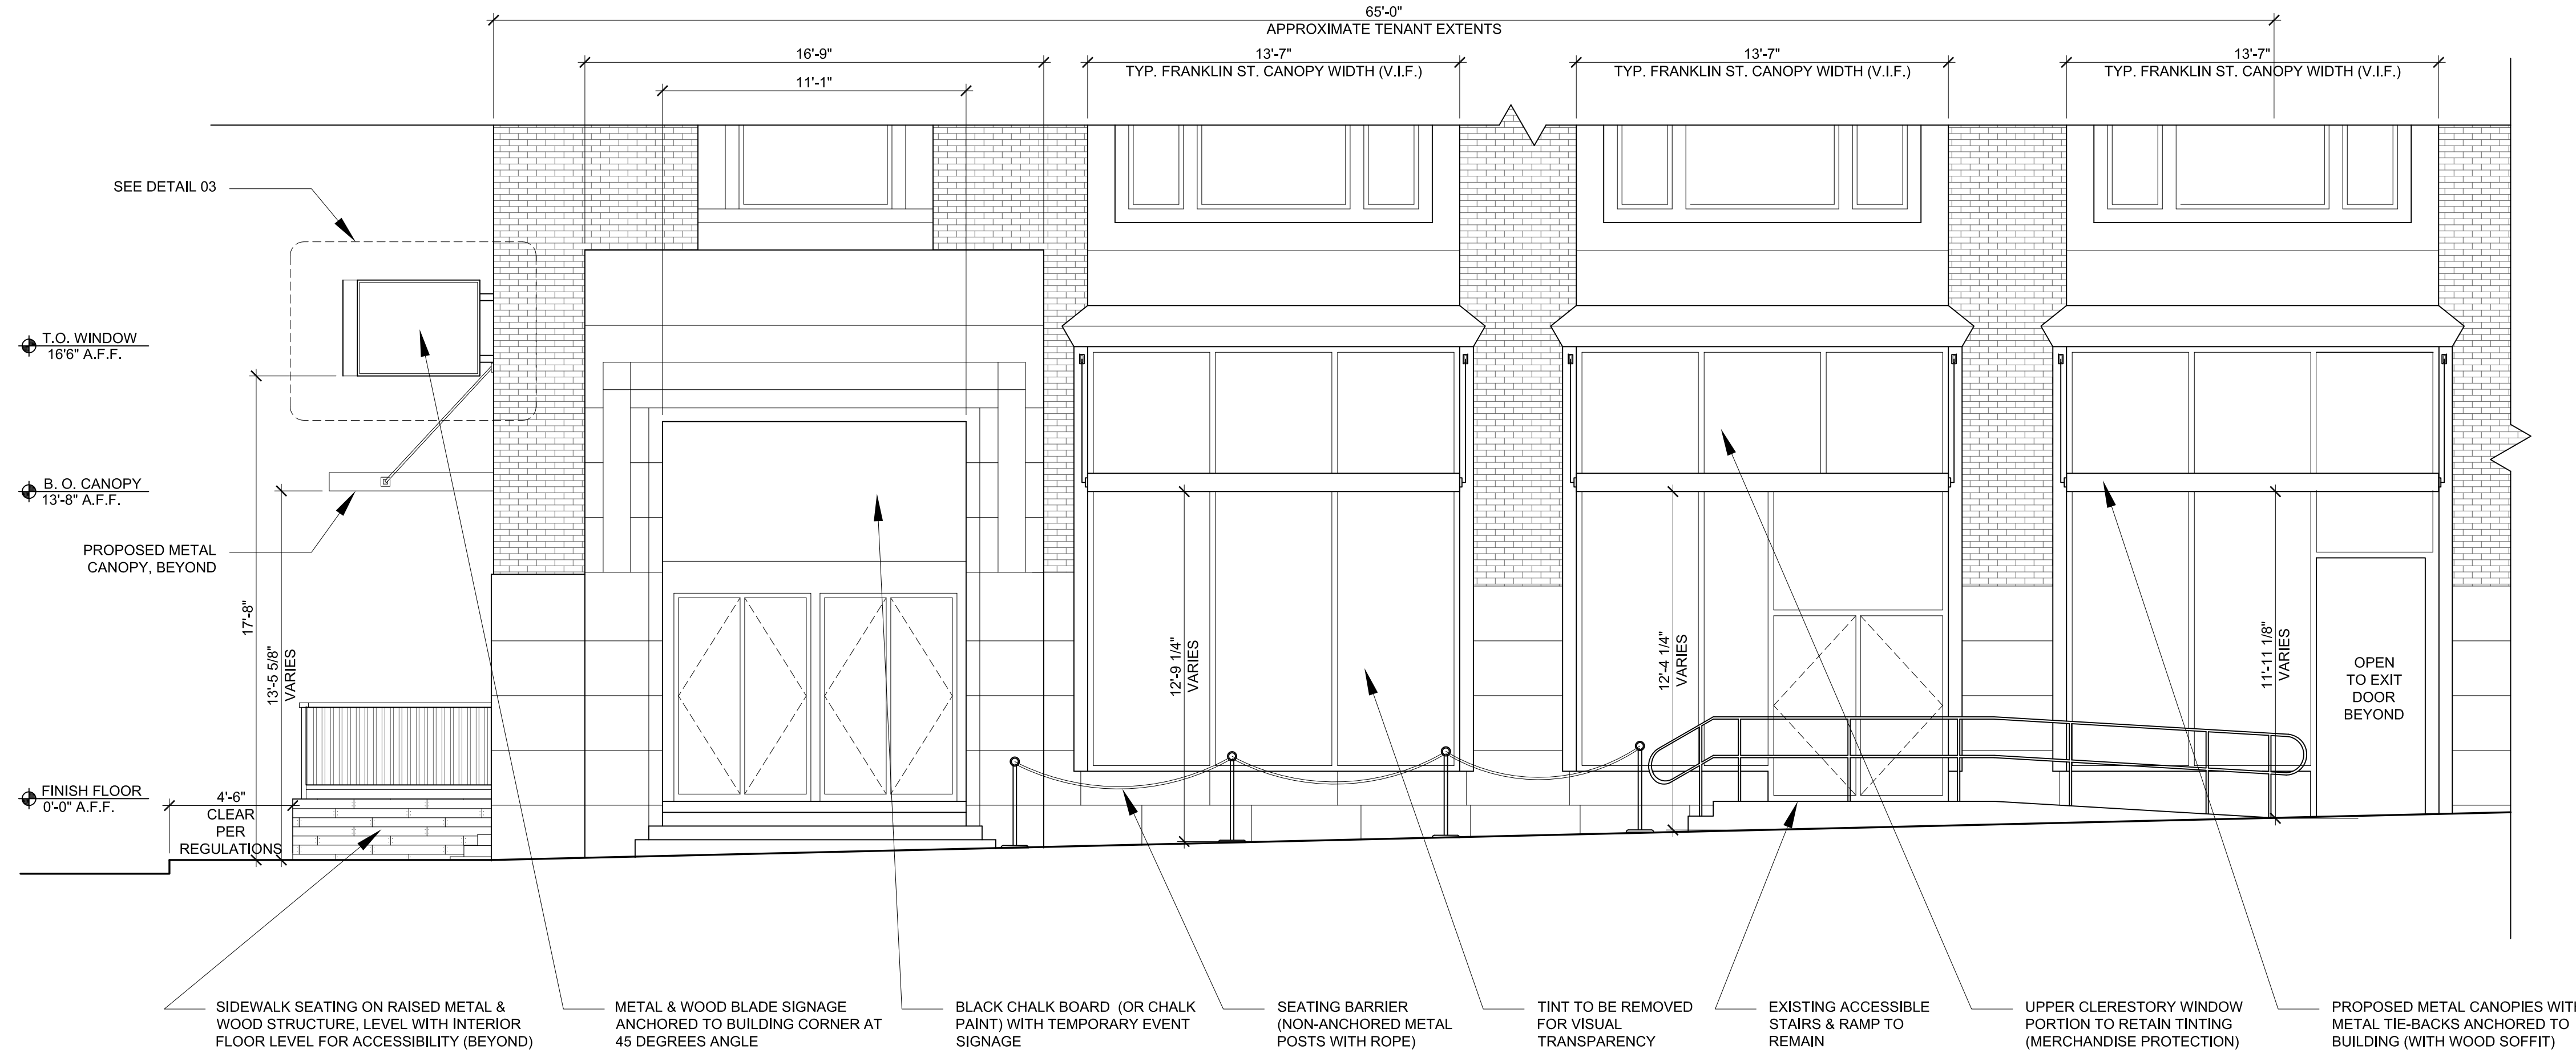 65'-0"
APPROXIMATE TENANT EXTENTS
16'-9"
11'-1"
13'-7"
TYP. FRANKLIN ST. CANOPY WIDTH (V.I.F.)
13'-7"
TYP. FRANKLIN ST. CANOPY WIDTH (V.I.F.)
13'-7"
TYP. FRANKLIN ST. CANOPY WIDTH (V.I.F.)
SEE DETAIL 03
T.O. WINDOW
16'6" A.F.F.
B. O. CANOPY
13'-8" A.F.F.
PROPOSED METAL
CANOPY, BEYOND
17'-8"
13'-5 5/8"
VARIES
12'-9 1/4"
VARIES
12'-4 1/4"
VARIES
11'-11 1/8"
VARIES
OPEN
TO EXIT
DOOR
BEYOND
FINISH FLOOR
0'-0" A.F.F.
4'-6"
CLEAR
PER
REGULATIONS
SIDEWALK SEATING ON RAISED METAL &
WOOD STRUCTURE, LEVEL WITH INTERIOR
FLOOR LEVEL FOR ACCESSIBILITY (BEYOND)
METAL & WOOD BLADE SIGNAGE
ANCHORED TO BUILDING CORNER AT
45 DEGREES ANGLE
BLACK CHALK BOARD (OR CHALK
PAINT) WITH TEMPORARY EVENT
SIGNAGE
SEATING BARRIER
(NON-ANCHORED METAL
POSTS WITH ROPE)
TINT TO BE REMOVED
FOR VISUAL
TRANSPARENCY
EXISTING ACCESSIBLE
STAIRS & RAMP TO
REMAIN
UPPER CLERESTORY WINDOW
PORTION TO RETAIN TINTING
(MERCHANDISE PROTECTION)
PROPOSED METAL CANOPIES WITH
METAL TIE-BACKS ANCHORED TO
BUILDING (WITH WOOD SOFFIT)